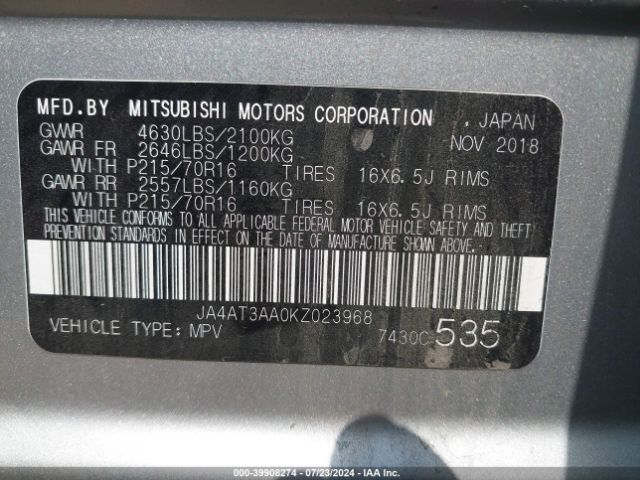 MFD.BY MITSUBISHI MOTORS CORPORATION . JAPAN
GVWR 4630LBS/2100KG NOV 2018
GAWR FR 2646LBS/1200KG
WITH P215/70R16 TIRES 16X6.5J RIMS
GAWR RR 2557LBS/1160KG
WITH P215/70R16 TIRES 16X6.5J RIMS
THIS VEHICLE CONFORMS TO ALL APPLICABLE FEDERAL MOTOR VEHICLE SAFETY AND THEFT
PREVENTION STANDARDS IN EFFECT ON THE DATE OF MANUFACTURE SHOWN ABOVE.
JA4AT3AA0KZ023968
VEHICLE TYPE: MPV 7430C 535
000-39908274 - 07/23/2024 - IAA Inc.